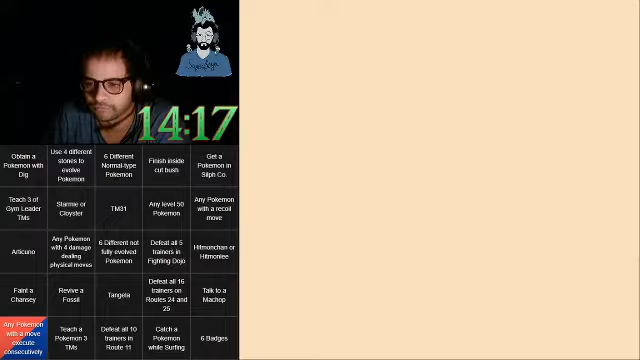 14:17
Obtain a
Pokemon with
Dig
Use 4 different
stones to
evolve
Pokemon
6 Different
Normal-type
Pokemon
Finish inside
cut bush
Get a
Pokemon in
Silph Co.
Teach 3 of
Gym Leader
TMs
Starmie or
Cloyster
TM31
Any level 50
Pokemon
Any Pokemon
with a recoil
move
Articuno
Any Pokemon
with 4 damage
dealing
physical moves
6 Different not
fully evolved
Pokemon
Defeat all 5
trainers in
Fighting Dojo
Hitmonchan or
Hitmonlee
Faint a
Chansey
Revive a
Fossil
Tangela
Defeat all 16
trainers on
Routes 24 and
25
Talk to a
Machop
Any Pokemon
with a move
execute
consecutively
Teach a
Pokemon 3
TMs
Defeat all 10
trainers in
Route 11
Catch a
Pokemon
while Surfing
6 Badges